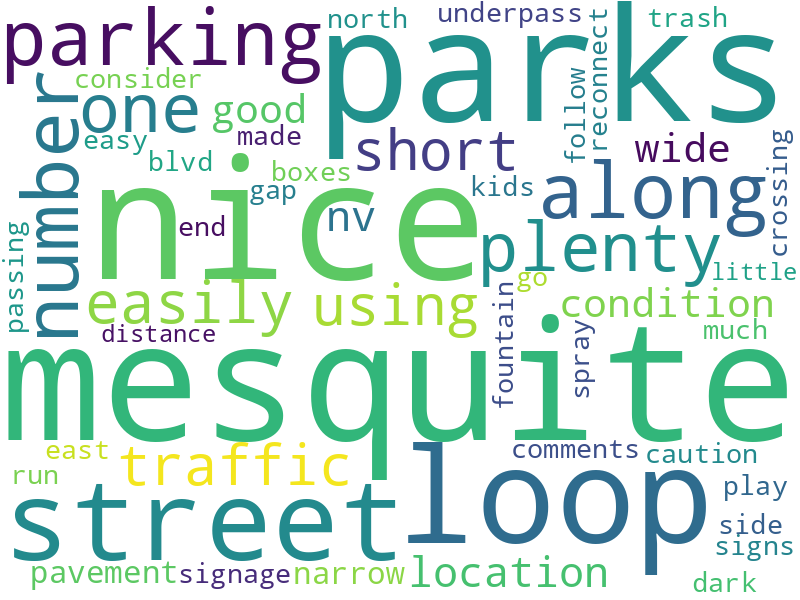 parking
north
underpass
trash
parks
consider
one
good
number
easy
made
short
follow
reconnect
wide
crossing
blvd
boxes
gap
kids
along
nice
end
nv
plenty
passing
little
easily
using
go
condition
fountain
spray
much
distance
mesquite
east
traffic
comments
caution
run
loop
play
street
side
signs
pavement
signage
narrow
location
dark